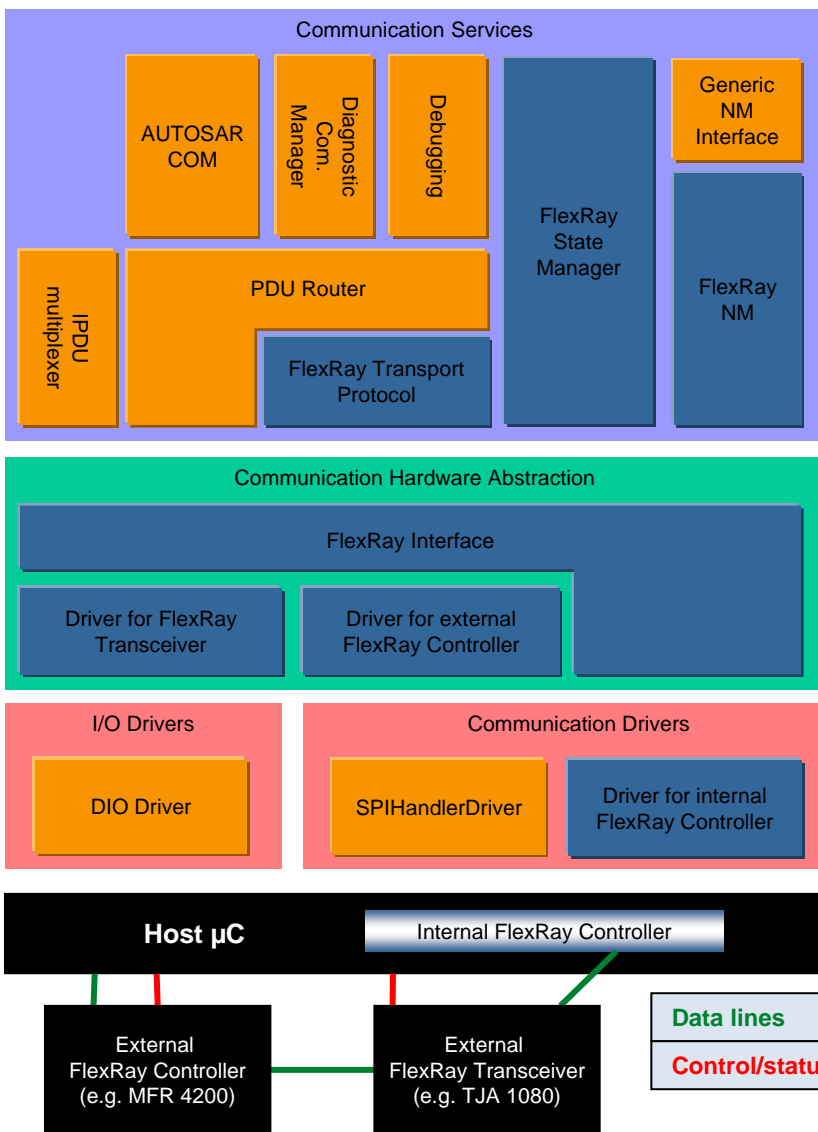 Communication Services
AUTOSAR
COM
Diagnostic
Com.
Manager
Debugging
FlexRay
State
Manager
Generic
NM
Interface
IPDU
multiplexer
PDU Router
FlexRay Transport
Protocol
FlexRay
NM
Communication Hardware Abstraction
FlexRay Interface
Driver for FlexRay
Transceiver
Driver for external
FlexRay Controller
I/O Drivers
DIO Driver
Communication Drivers
SPIHandlerDriver
Driver for internal
FlexRay Controller
Host µC
Internal FlexRay Controller
External
FlexRay Controller
(e.g. MFR 4200)
External
FlexRay Transceiver
(e.g. TJA 1080)
Data lines
Control/statu